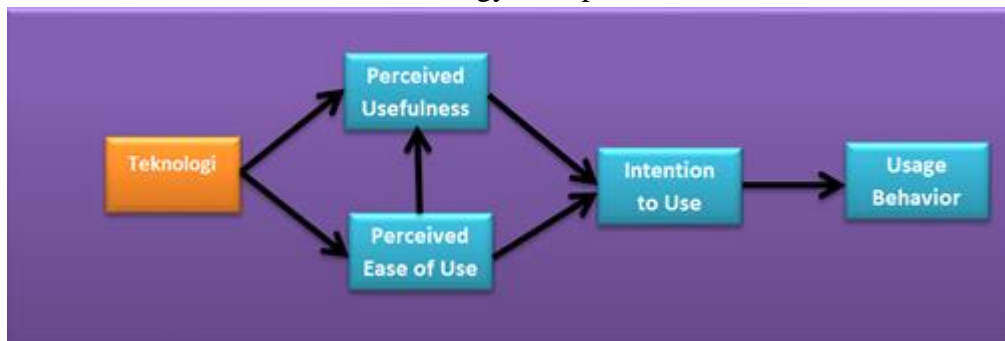 Perceived
Usefulness
Teknologi
Intention
to Use
Usage
Behavior
Perceived
Ease of Use